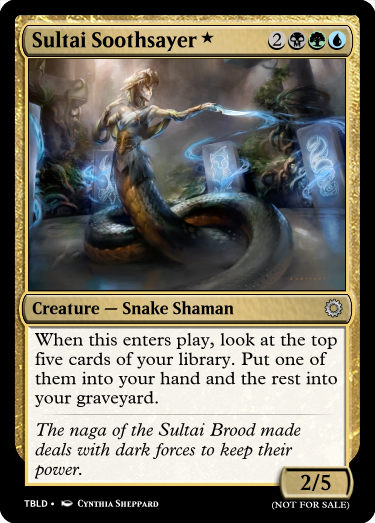 Sultai Soothsayer★ 2
Creature — Snake Shaman
When this enters play, look at the top
five cards of your library. Put one of
them into your hand and the rest into
your graveyard.
The naga of the Sultai Brood made
deals with dark forces to keep their
power.
2/5
TBLD • Cynthia Sheppard (NOT FOR SALE)